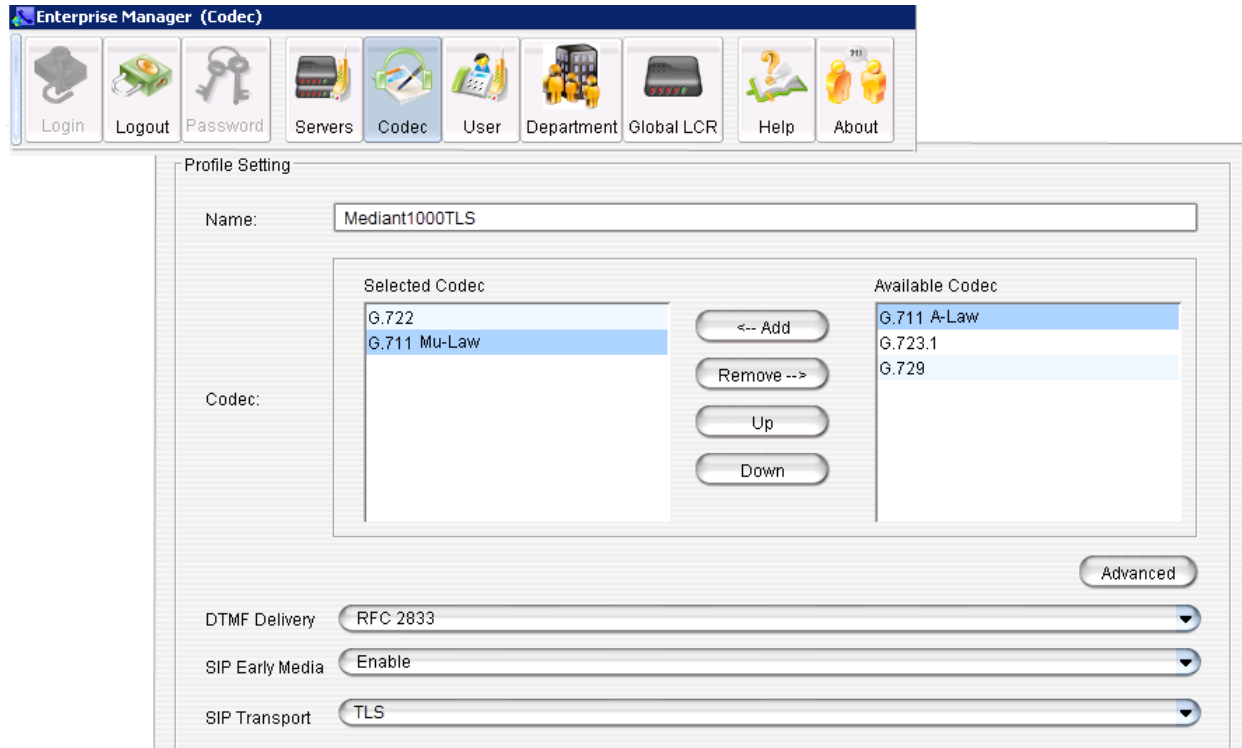 Enterprise Manager (Codec)
Login Logout Password Servers Codec User Department Global LCR Help ?!! About
Profile Setting
Name: Mediant1000TLS
Selected Codec Available Codec
G.722 <-- Add G.711 A-Law
G.711 Mu-Law G.723.1
Remove --> G.729
Codec:
Up
Down
Advanced
DTMF Delivery RFC 2833
SIP Early Media Enable
SIP Transport TLS